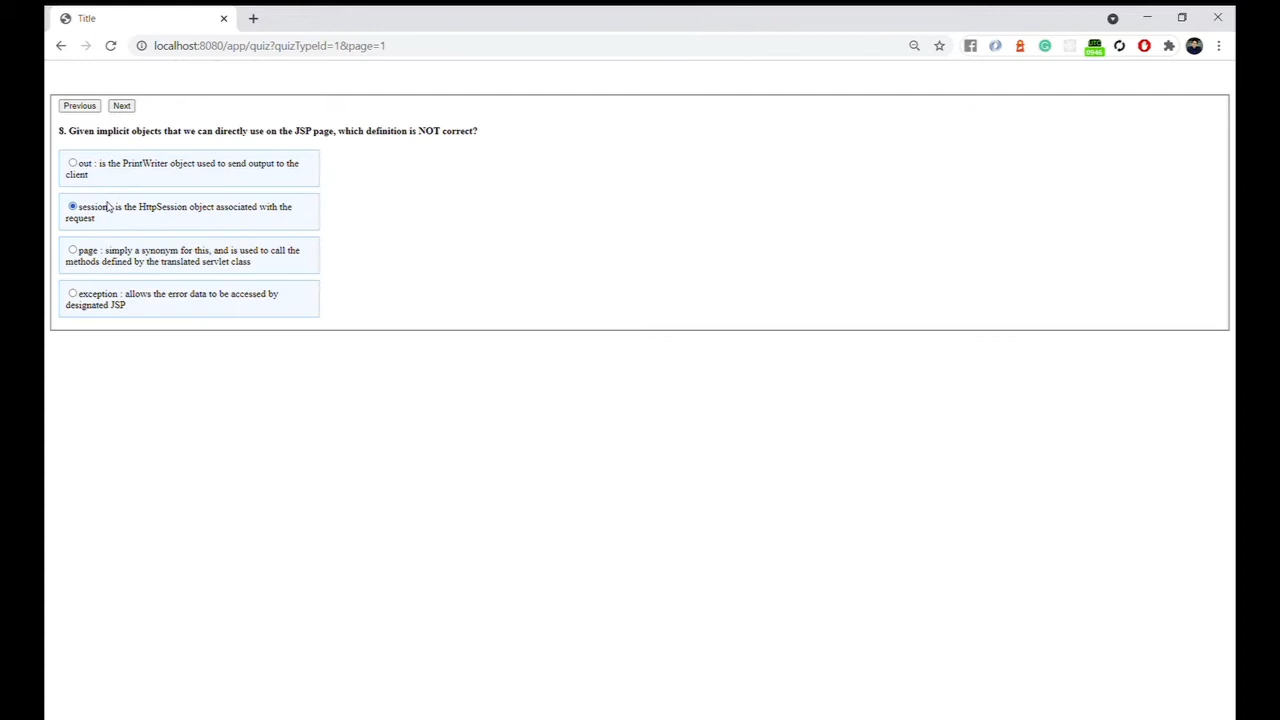 Title
localhost:8080/app/quiz?quizTypeId=1&page=1
UTC
0946
Previous Next
8. Given implicit objects that we can directly use on the JSP page, which definition is NOT correct?
out : is the PrintWriter object used to send output to the
client
session : is the HttpSession object associated with the
request
page : simply a synonym for this, and is used to call the
methods defined by the translated servlet class
exception : allows the error data to be accessed by
designated JSP